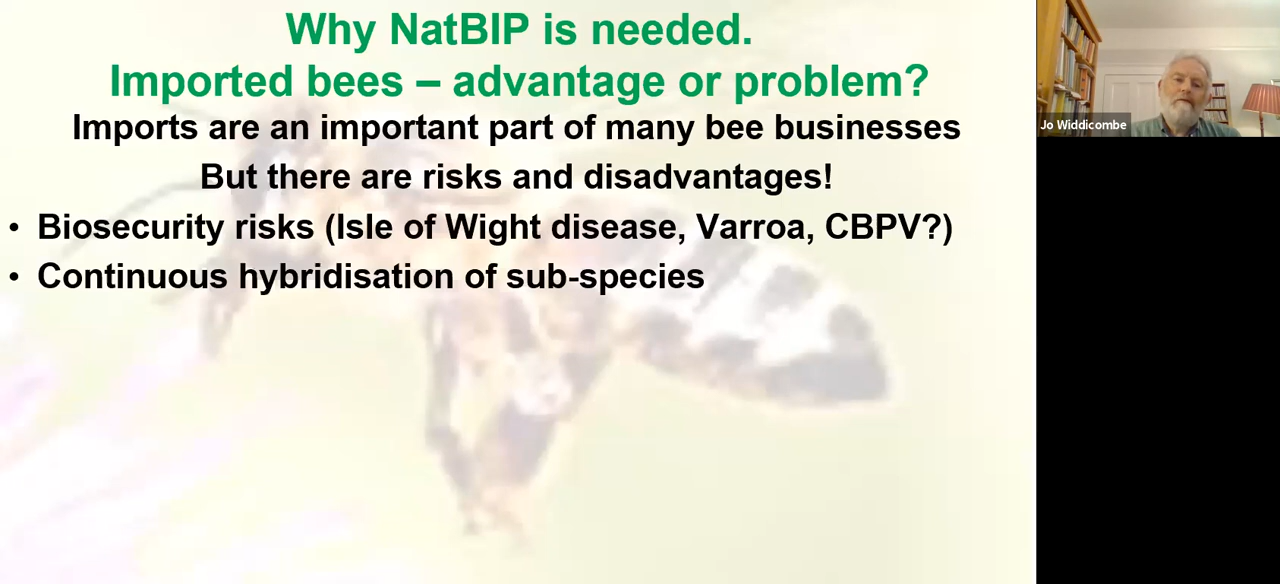 Why NatBIP is needed.
Imported bees – advantage or problem?
Imports are an important part of many bee businesses
But there are risks and disadvantages!
• Biosecurity risks (Isle of Wight disease, Varroa, CBPV?)
• Continuous hybridisation of sub-species
Jo Widdicombe